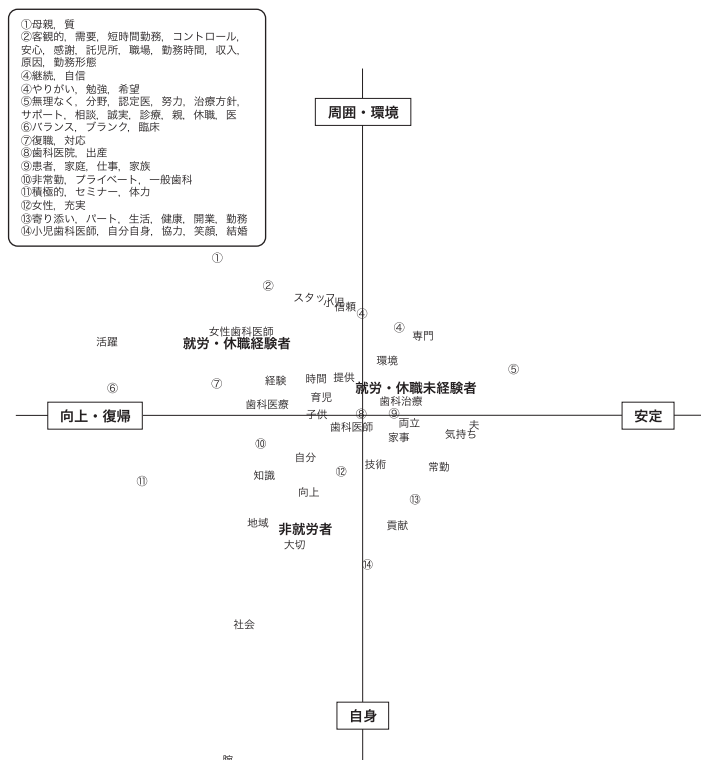 ①母親，質
②客観的，需要，短時間勤務，コントロール，
安心，感謝，託児所，職場，勤務時間，収入，
原因，勤務形態
④継続，自信
④やりがい，勉強，希望
⑤無理なく，分野，認定医，努力，治療方針，
サポート，相談，誠実，診療，親，休職，医
⑥バランス，ブランク，臨床
⑦復職，対応
⑧歯科医院，出産
⑨患者，家庭，仕事，家族
⑩非常勤，プライベート，一般歯科
⑪積極的，セミナー，体力
⑫女性，充実
⑬寄り添い，パート，生活，健康，開業，勤務
⑭小児歯科医師，自分自身，協力，笑顔，結婚
周囲・環境
①
②
スタッフ
小児
信頼
④
④
専門
女性歯科医師
活躍
就労・休職経験者
環境
⑤
⑥
⑦
経験
時間
提供
就労・休職未経験者
育児
歯科医療
歯科治療
向上・復帰
子供
⑧
⑨
安定
歯科医師
両立
夫
家事
気持ち
⑩
自分
技術
常勤
⑫
知識
⑪
向上
⑬
地域
非就労者
貢献
大切
⑭
社会
自身